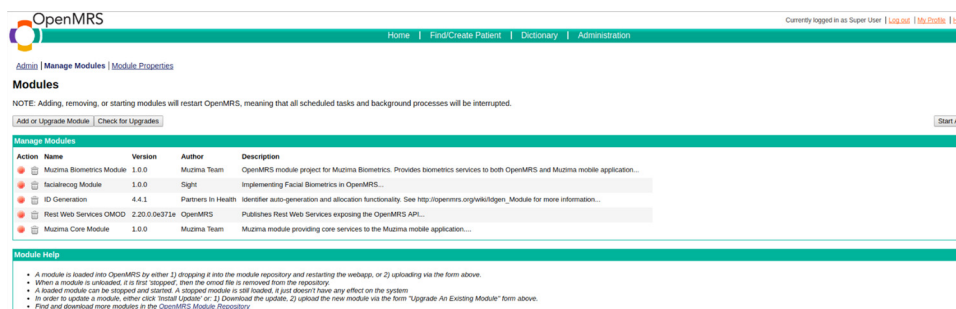 OpenMRS
Currently logged in as Super User | Log out | My Profile |
Home | Find/Create Patient | Dictionary | Administration
Admin | Manage Modules | Module Properties
Modules
NOTE: Adding, removing, or starting modules will restart OpenMRS, meaning that all scheduled tasks and background processes will be interrupted.
Add or Upgrade Module Check for Upgrades Start
Manage Modules
Action Name Version Author Description
Muzima Biometrics Module 1.0.0 Muzima Team OpenMRS module project for Muzima Biometrics. Provides biometrics services to both OpenMRS and Muzima mobile application...
facialrecog Module 1.0.0 Sight Implementing Facial Biometrics in OpenMRS...
ID Generation 4.4.1 Partners In Health Identifier auto-generation and allocation functionality. See http://openmrs.org/wiki/Idgen_Module for more information...
Rest Web Services OMOD 2.20.0.0e371e OpenMRS Publishes Rest Web Services exposing the OpenMRS API...
Muzima Core Module 1.0.0 Muzima Team Muzima module providing core services to the Muzima mobile application....
Module Help
• A module is loaded into OpenMRS by either 1) dropping it into the module repository and restarting the webapp, or 2) uploading via the form above.
• When a module is unloaded, it is first 'stopped', then the omod file is removed from the repository.
• A loaded module can be stopped and started. A stopped module is still loaded, it just doesn't have any effect on the system
• In order to update a module, either click 'Install Update' or: 1) Download the update, 2) upload the new module via the form "Upgrade An Existing Module" form above.
• Find and download more modules in the OpenMRS Module Repository